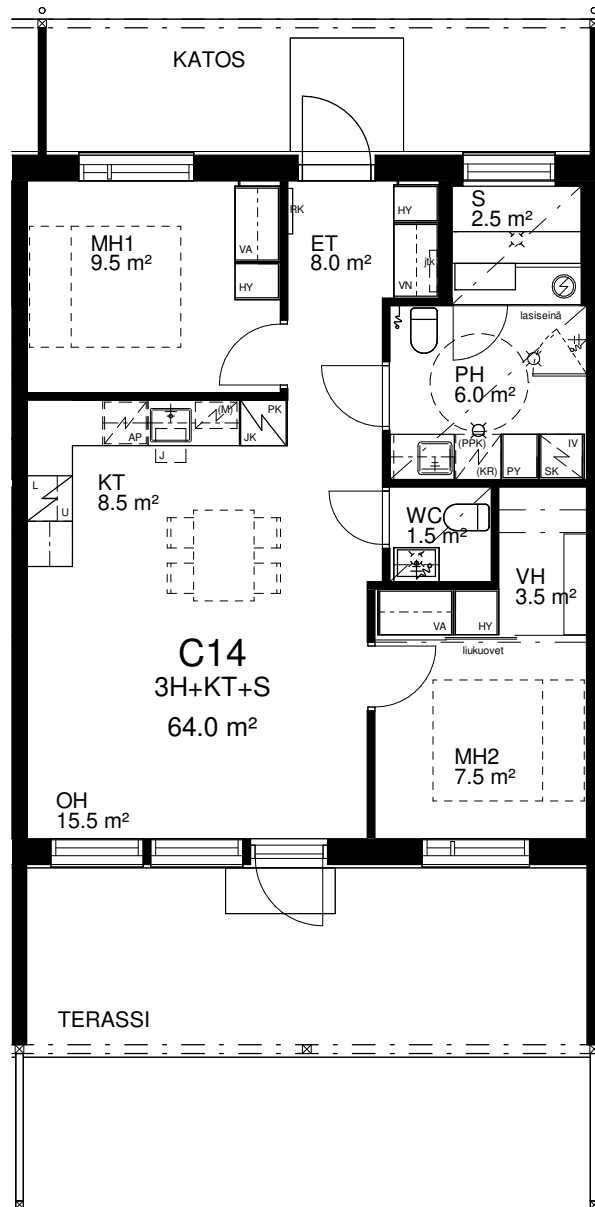 KATOS
S
2.5 m²
RK
HY
MH1
9.5 m²
VA
ET
8.0 m²
VN
jtk
HY
lasiseinä
PH
6.0 m²
(M)
PK
AP
JK
J
(PPK)
(KR)
PY
SK
IV
L
U
KT
8.5 m²
WC
1.5 m²
VH
3.5 m²
VA
HY
liukuovet
C14
3H+KT+S
64.0 m²
MH2
7.5 m²
OH
15.5 m²
TERASSI